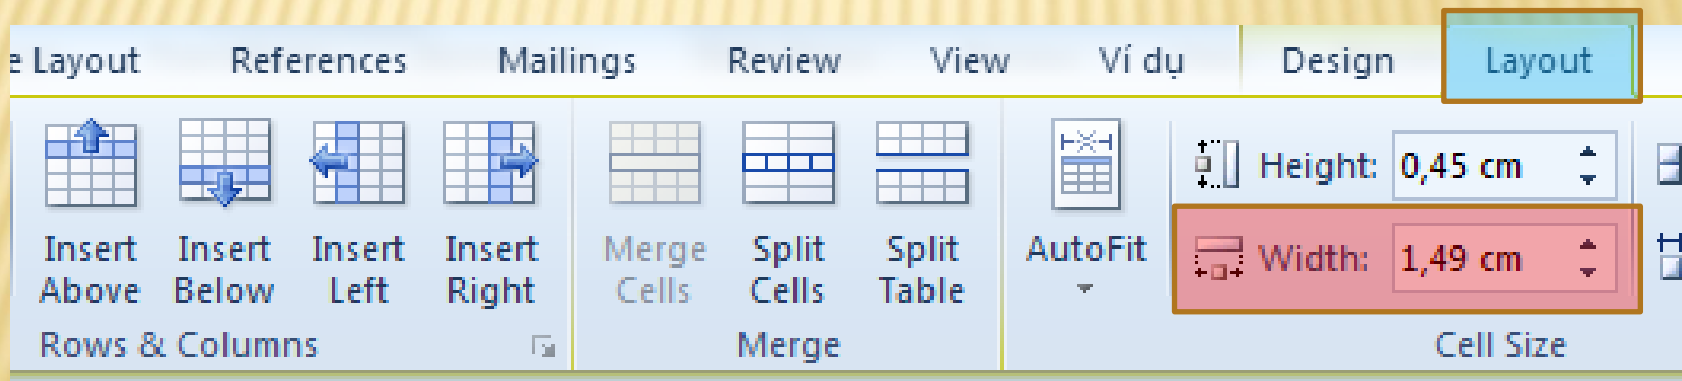 e Layout References Mailings Review View Ví dụ Design Layout
Height: 0,45 cm
Insert Insert Insert Insert Merge Split Split AutoFit Width: 1,49 cm
Above Below Left Right Cells Cells Table
Rows & Columns Merge Cell Size